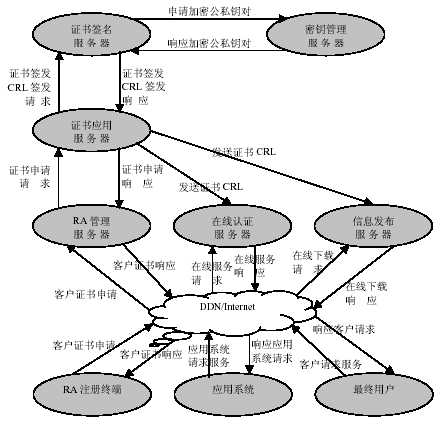 申请加密公私钥对
证书签名
服 务 器
密钥管理
服 务 器
响应加密公私钥对
证书签发
CRL 签发
请 求
证书签发
CRL 签发
响 应
证书应用
服务器
证书申请
请 求
证书申请
响 应
发送证书 CRL
发送证书 CRL
RA 管理
服务器
在线认证
服务器
信息发布
服务器
客户证书响应
在线服务
请 求
在线服务
响 应
在线下载
请 求
在线下载
响 应
客户证书申请
DDN/Internet
客户证书申请
客户证书响应
应用系统
请求服务
响应应用
系统请求
响应客户请求
客户请求服务
RA 注册终端
应用系统
最终用户